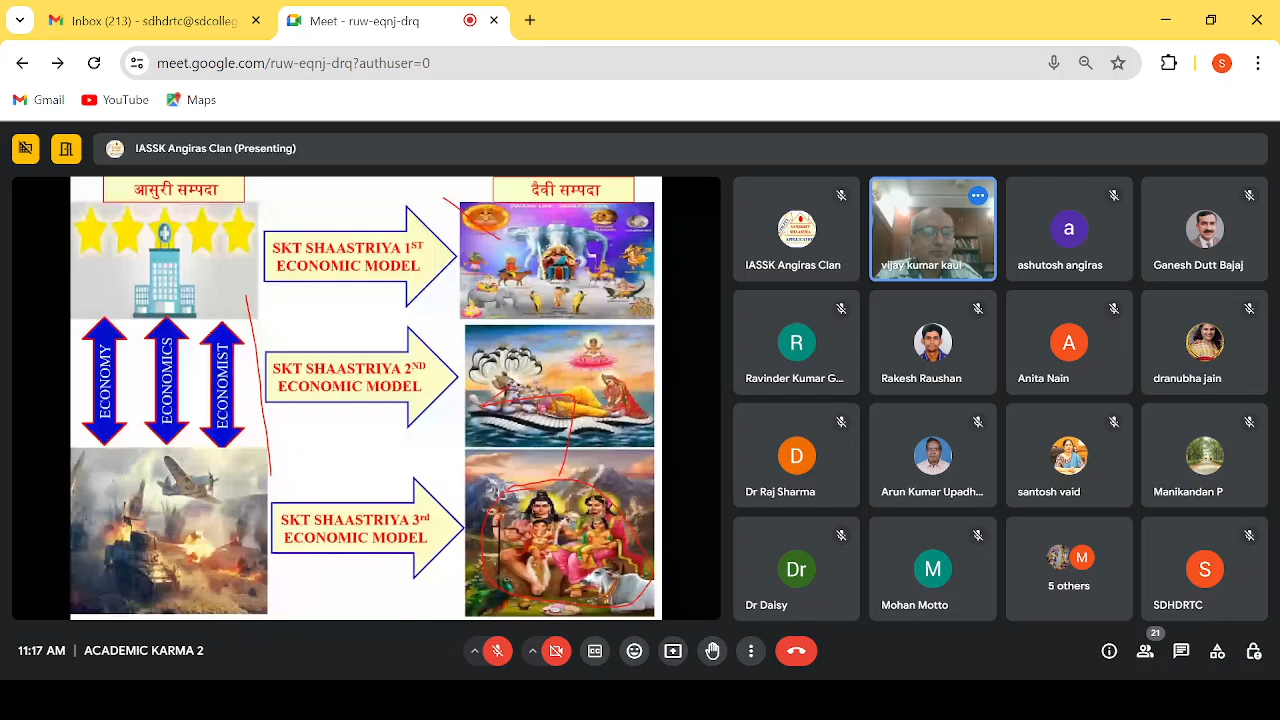 Inbox (213) - sdhdrtc@sdcolleg
Meet - ruw-eqnj-drq
meet.google.com/ruw-eqnj-drq?authuser=0
S
Gmail
YouTube
Maps
IASSK Angiras Clan (Presenting)
आसुरी सम्पदा
दैवी सम्पदा
SKT SHAASTRIYA 1ST
ECONOMIC MODEL
SKT SHAASTRIYA 2ND
ECONOMIC MODEL
SKT SHAASTRIYA 3rd
ECONOMIC MODEL
ECONOMY
ECONOMICS
ECONOMIST
IASSK Angiras Clan
vijay kumar kaul
a
ashutosh angiras
Ganesh Dutt Bajaj
R
Ravinder Kumar G...
Rakesh Raushan
A
Anita Nain
dranubha jain
D
Dr Raj Sharma
Arun Kumar Upadh...
santosh vaid
Manikandan P
Dr
Dr Daisy
M
Mohan Motto
M
5 others
S
SDHDRTC
11:17 AM | ACADEMIC KARMA 2
21